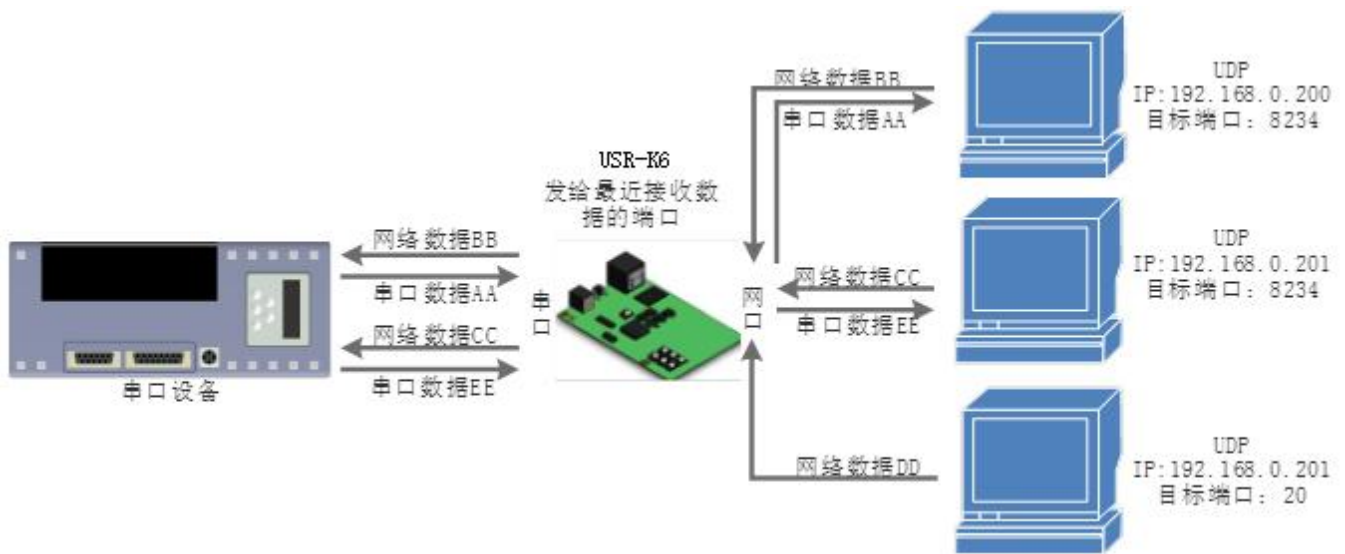 网络数据BB
串口数据AA
UDP
IP:192.168.0.200
目标端口：8234
USR-K6
发给最近接收数
据的端口
网络数据BB
串口数据AA
网络数据CC
串口数据EE
串口设备
串口
网口
网络数据CC
串口数据EE
UDP
IP:192.168.0.201
目标端口：8234
网络数据DD
UDP
IP:192.168.0.201
目标端口：20